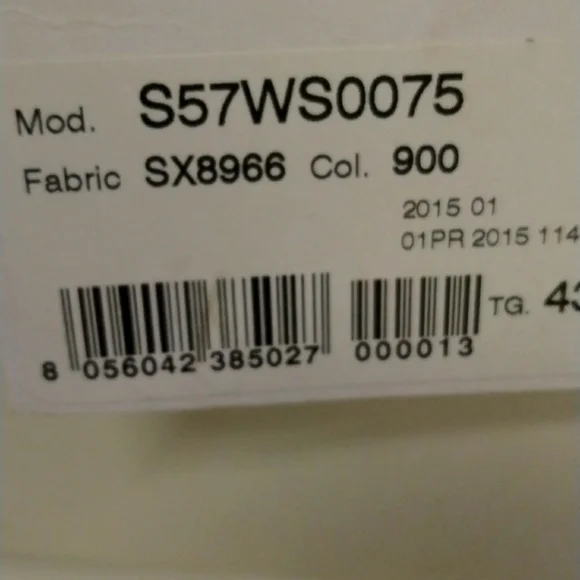 Mod. S57WS0075
Fabric SX8966 Col. 900
2015 01
01PR 2015 114
TG. 43
8 056042 385027 000013